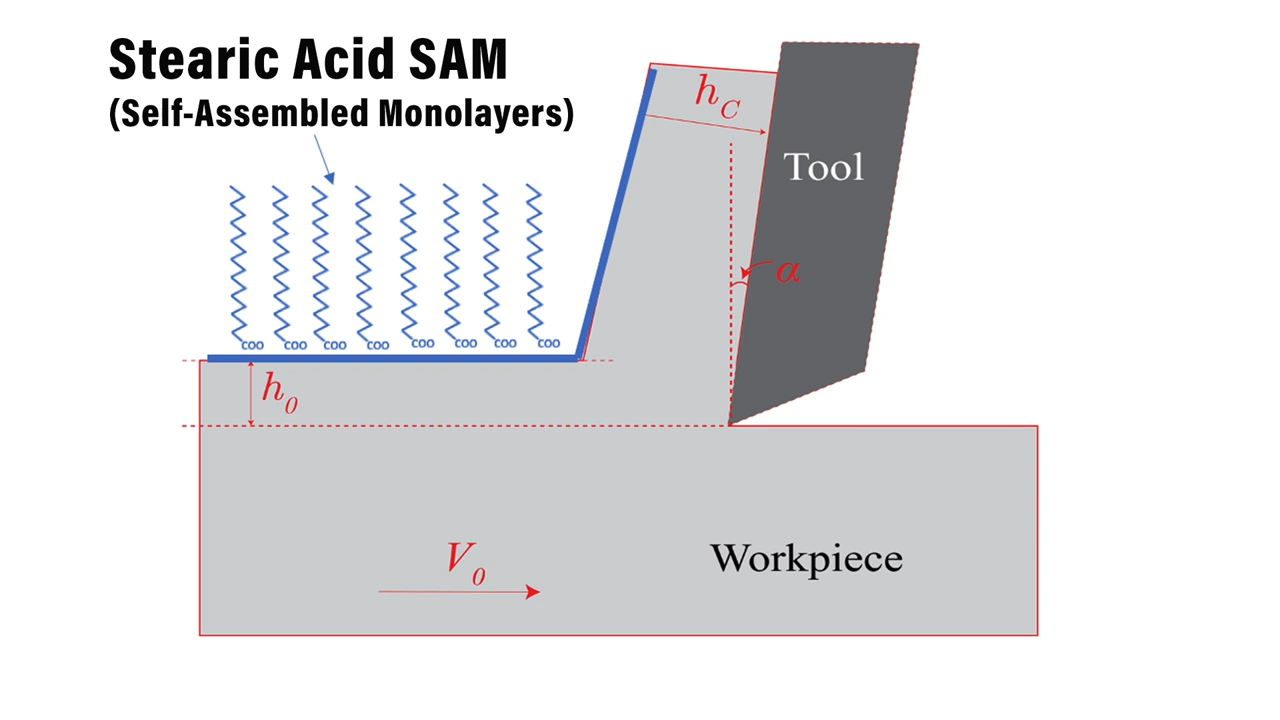 Stearic Acid SAM
(Self-Assembled Monolayers)
h_C
Tool
α
COO COO COO COO COO COO COO COO
h_0
V_0
Workpiece